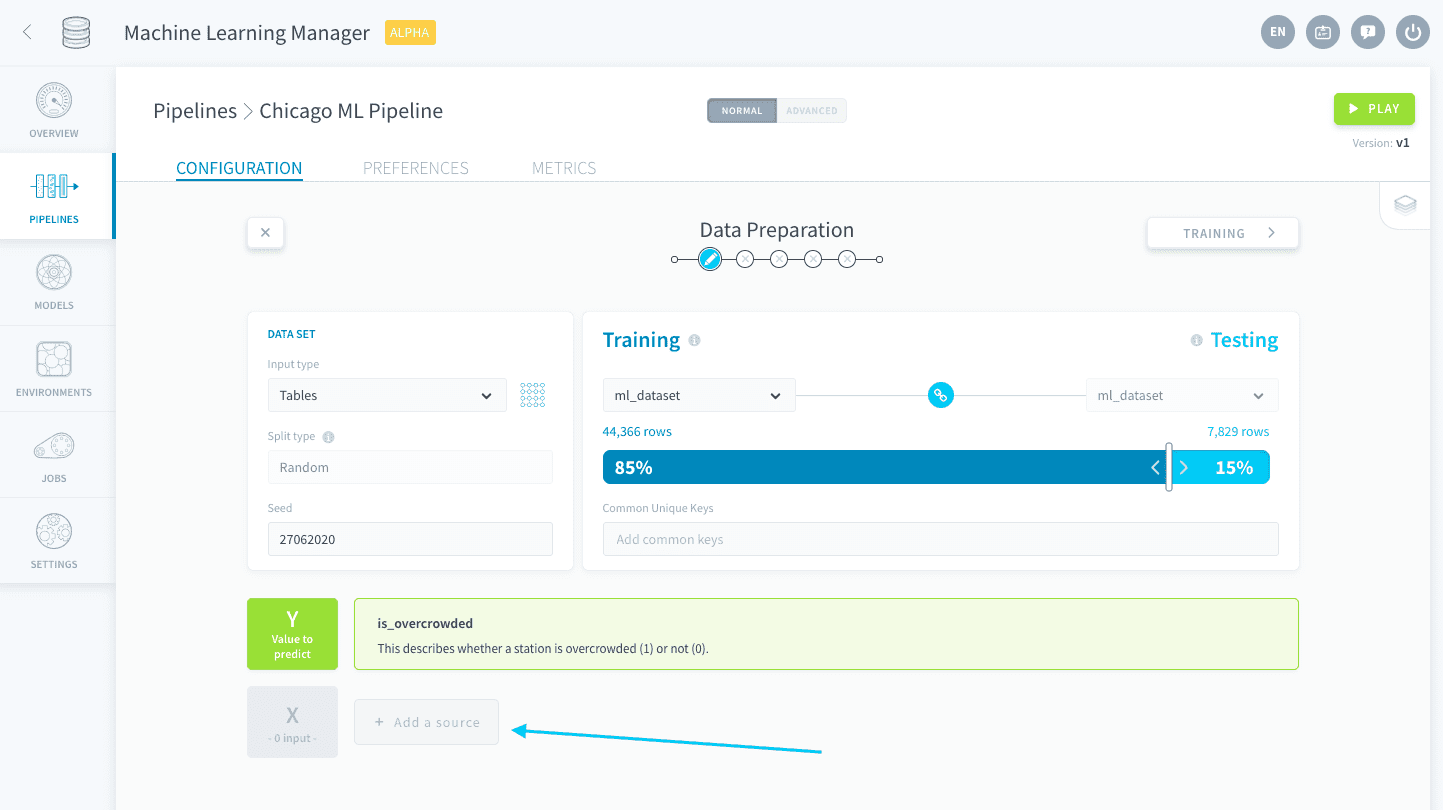 Machine Learning Manager
ALPHA
EN
OVERVIEW
PIPELINES
MODELS
ENVIRONMENTS
JOBS
SETTINGS
Pipelines > Chicago ML Pipeline
NORMAL
ADVANCED
PLAY
Version: v1
CONFIGURATION
PREFERENCES
METRICS
Data Preparation
TRAINING
DATA SET
Input type
Tables
Split type
Random
Seed
27062020
Training
Testing
ml_dataset
ml_dataset
44,366 rows
7,829 rows
85%
15%
Common Unique Keys
Add common keys
Y
Value to
predict
is_overcrowded
This describes whether a station is overcrowded (1) or not (0).
X
- 0 input -
+ Add a source